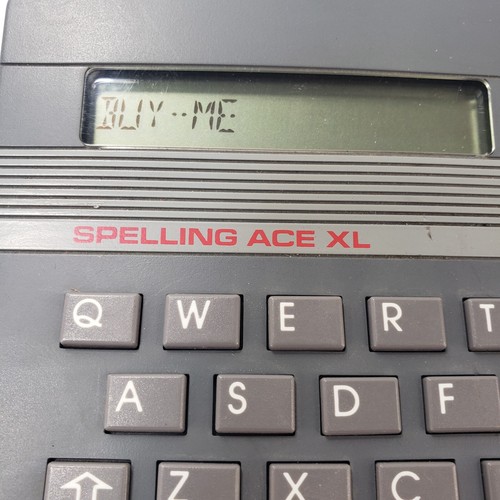 BUY--ME
SPELLING ACE XL
Q W E R T
A S D F
Z X C